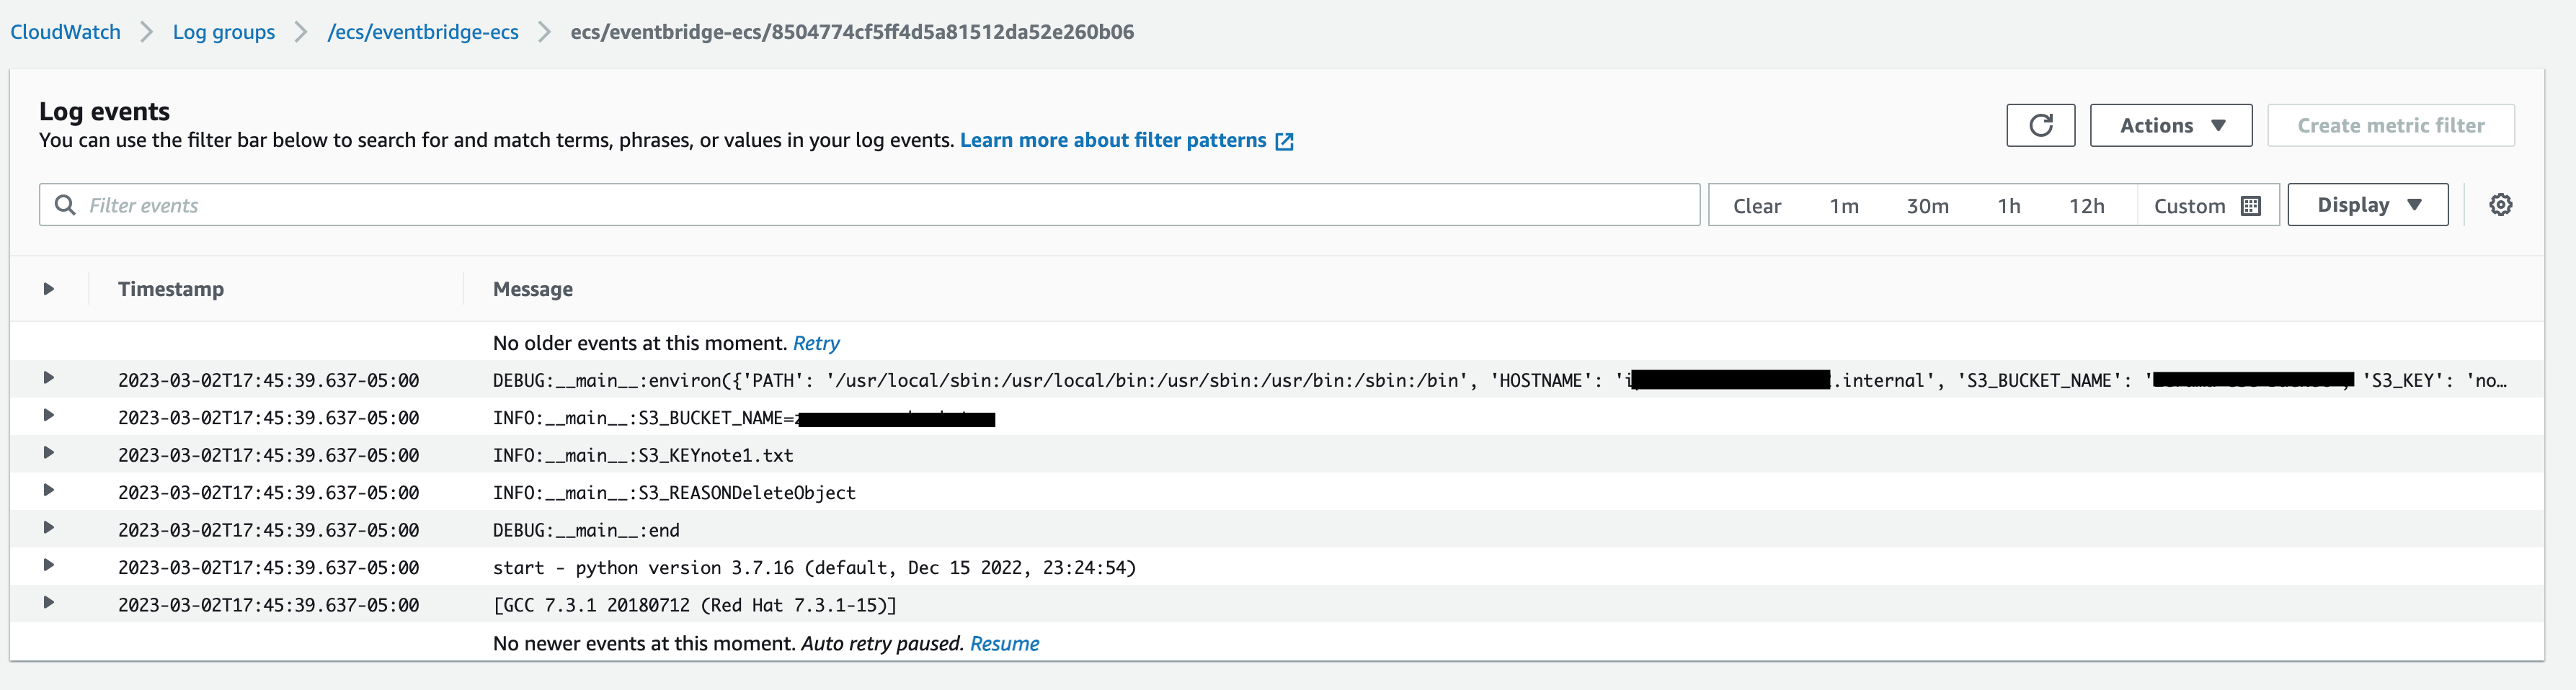 CloudWatch > Log groups > /ecs/eventbridge-ecs > ecs/eventbridge-ecs/8504774cf5ff4d5a81512da52e260b06
Log events
You can use the filter bar below to search for and match terms, phrases, or values in your log events. Learn more about filter patterns
Actions Create metric filter
Filter events Clear 1m 30m 1h 12h Custom Display
Timestamp Message
No older events at this moment. Retry
2023-03-02T17:45:39.637-05:00 DEBUG:__main__:environ({'PATH': '/usr/local/sbin:/usr/local/bin:/usr/sbin:/usr/bin:/sbin:/bin', 'HOSTNAME': 'i .internal', 'S3_BUCKET_NAME': ' 'S3_KEY': 'no…
2023-03-02T17:45:39.637-05:00 INFO:__main__:S3_BUCKET_NAME=
2023-03-02T17:45:39.637-05:00 INFO:__main__:S3_KEYnote1.txt
2023-03-02T17:45:39.637-05:00 INFO:__main__:S3_REASONDeleteObject
2023-03-02T17:45:39.637-05:00 DEBUG:__main__:end
2023-03-02T17:45:39.637-05:00 start - python version 3.7.16 (default, Dec 15 2022, 23:24:54)
2023-03-02T17:45:39.637-05:00 [GCC 7.3.1 20180712 (Red Hat 7.3.1-15)]
No newer events at this moment. Auto retry paused. Resume